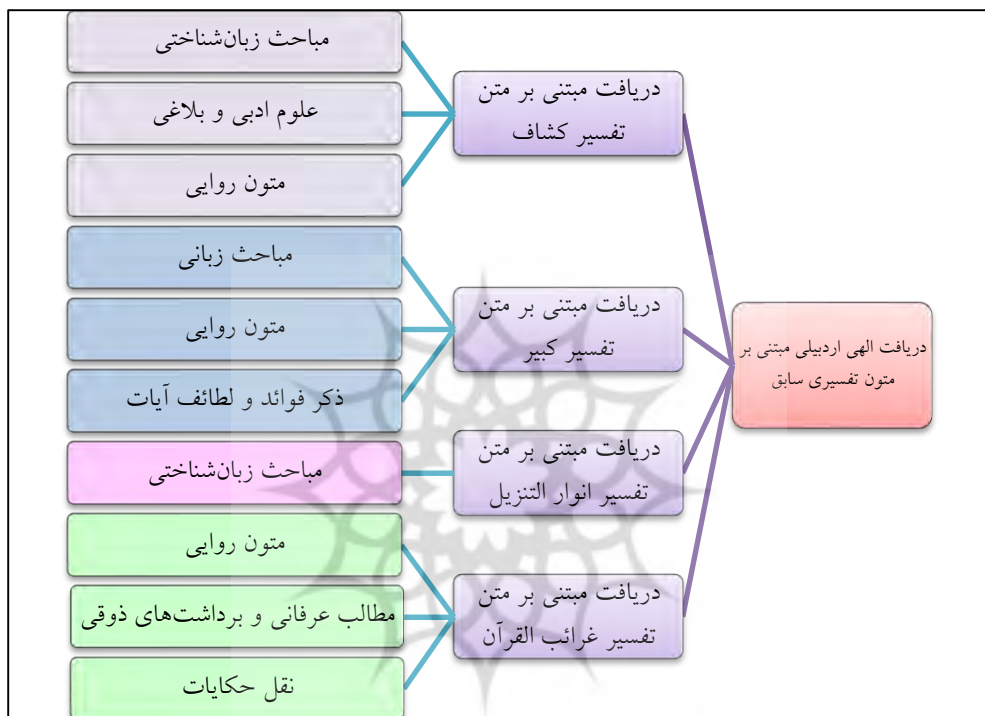 دریافت الهی اردبیلی مبتنی بر
متون تفسیری سابق
دریافت مبتنی بر متن
تفسیر کشاف
مباحث زبان‌شناختی
علوم ادبی و بلاغی
متون روایی
دریافت مبتنی بر متن
تفسیر کبیر
مباحث زبانی
متون روایی
ذکر فوائد و لطائف آیات
دریافت مبتنی بر متن
تفسیر انوار التنزیل
مباحث زبان‌شناختی
دریافت مبتنی بر متن
تفسیر غرائب القرآن
متون روایی
مطالب عرفانی و برداشت‌های ذوقی
نقل حکایات